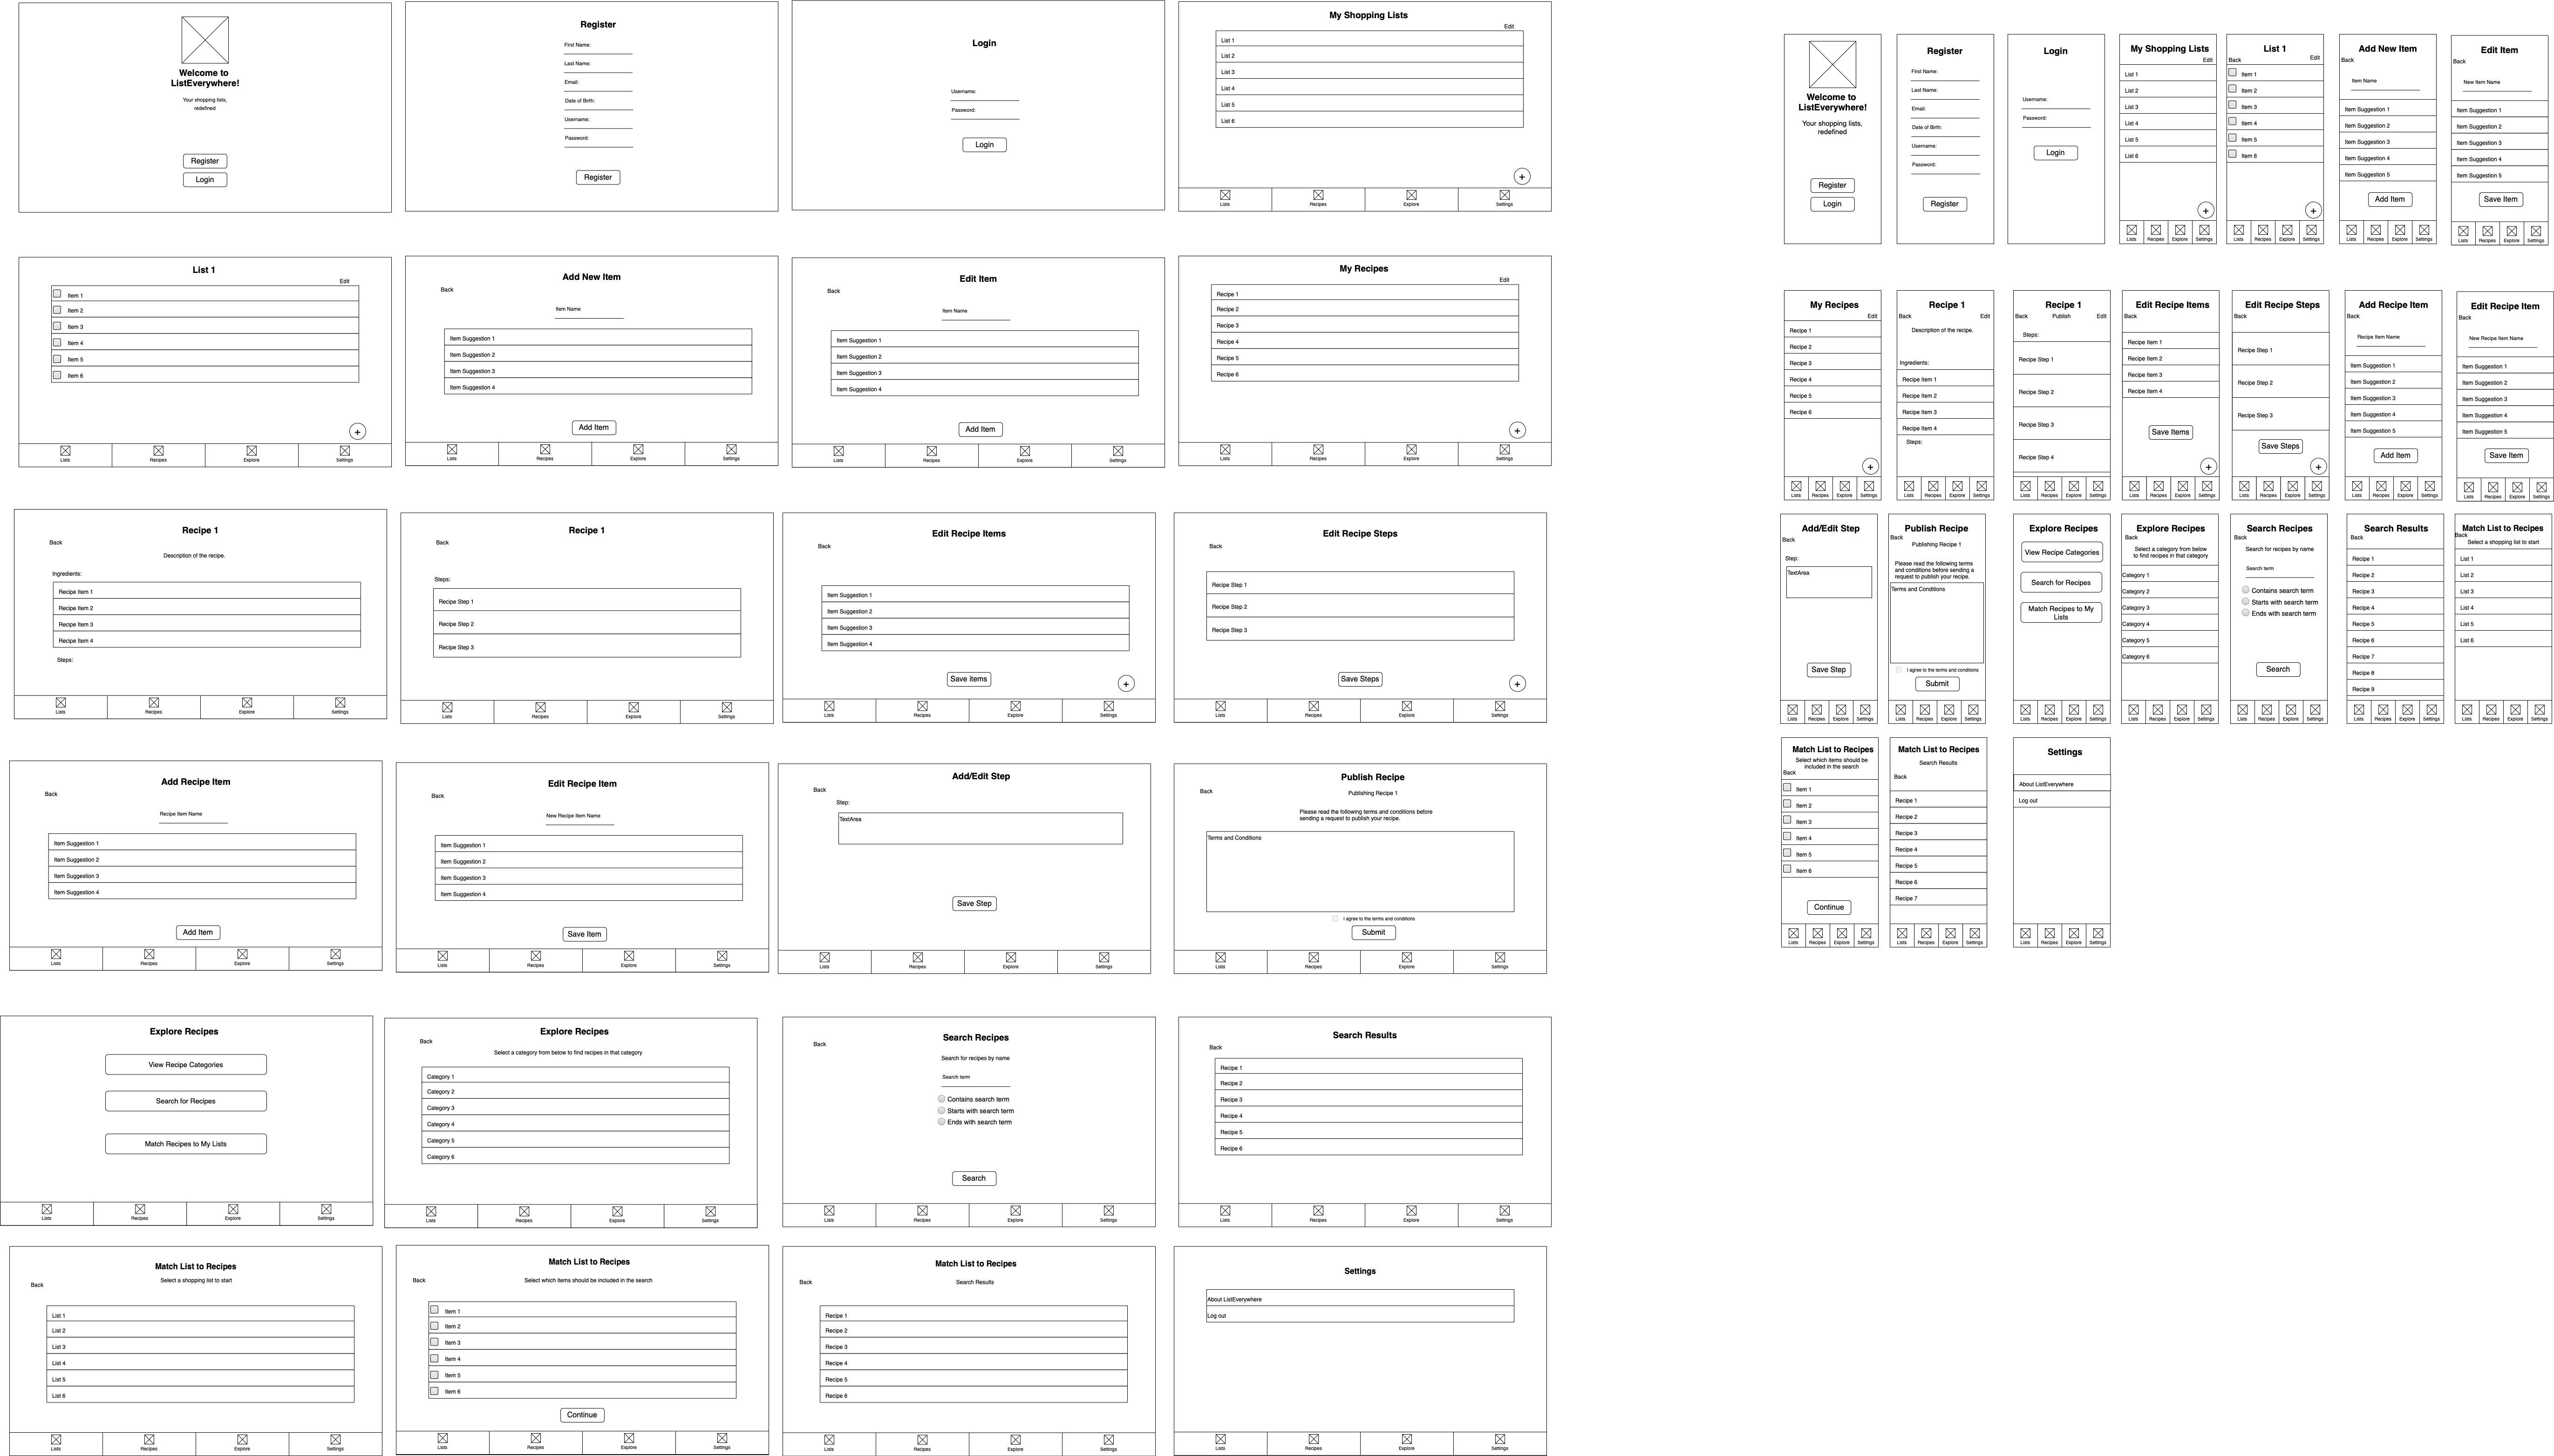 Welcome to
ListEverywhere!
Your shopping lists,
redefined
Register
Login
Register
First Name:
Last Name:
Email:
Date of Birth:
Username:
Password:
Register
Login
Username:
Password:
Login
My Shopping Lists
Edit
List 1
List 2
List 3
List 4
List 5
List 6
+
Lists
Recipes
Explore
Settings
List 1
Edit
Item 1
Item 2
Item 3
Item 4
Item 5
Item 6
+
Lists
Recipes
Explore
Settings
Add New Item
Back
Item Name
Item Suggestion 1
Item Suggestion 2
Item Suggestion 3
Item Suggestion 4
Add Item
Lists
Recipes
Explore
Settings
Edit Item
Back
Item Name
Item Suggestion 1
Item Suggestion 2
Item Suggestion 3
Item Suggestion 4
Add Item
Lists
Recipes
Explore
Settings
My Recipes
Edit
Recipe 1
Recipe 2
Recipe 3
Recipe 4
Recipe 5
Recipe 6
+
Lists
Recipes
Explore
Settings
Recipe 1
Back
Description of the recipe.
Ingredients:
Recipe Item 1
Recipe Item 2
Recipe Item 3
Recipe Item 4
Steps:
Lists
Recipes
Explore
Settings
Recipe 1
Back
Steps:
Recipe Step 1
Recipe Step 2
Recipe Step 3
Lists
Recipes
Explore
Settings
Edit Recipe Items
Back
Item Suggestion 1
Item Suggestion 2
Item Suggestion 3
Item Suggestion 4
Save items
+
Lists
Recipes
Explore
Settings
Edit Recipe Steps
Back
Recipe Step 1
Recipe Step 2
Recipe Step 3
Save Steps
+
Lists
Recipes
Explore
Settings
Add Recipe Item
Back
Recipe Item Name
Item Suggestion 1
Item Suggestion 2
Item Suggestion 3
Item Suggestion 4
Add Item
Lists
Recipes
Explore
Settings
Edit Recipe Item
Back
New Recipe Item Name
Item Suggestion 1
Item Suggestion 2
Item Suggestion 3
Item Suggestion 4
Save Item
Lists
Recipes
Explore
Settings
Add/Edit Step
Back
Step:
TextArea
Save Step
Lists
Recipes
Explore
Settings
Publish Recipe
Back
Publishing Recipe 1
Please read the following terms and conditions before
sending a request to publish your recipe.
Terms and Conditions
I agree to the terms and conditions
Submit
Lists
Recipes
Explore
Settings
Explore Recipes
View Recipe Categories
Search for Recipes
Match Recipes to My Lists
Lists
Recipes
Explore
Settings
Explore Recipes
Back
Select a category from below to find recipes in that category
Category 1
Category 2
Category 3
Category 4
Category 5
Category 6
Lists
Recipes
Explore
Settings
Search Recipes
Back
Search for recipes by name
Search term
Contains search term
Starts with search term
Ends with search term
Search
Lists
Recipes
Explore
Settings
Search Results
Back
Recipe 1
Recipe 2
Recipe 3
Recipe 4
Recipe 5
Recipe 6
Lists
Recipes
Explore
Settings
Match List to Recipes
Select a shopping list to start
Back
List 1
List 2
List 3
List 4
List 5
List 6
Lists
Recipes
Explore
Settings
Match List to Recipes
Back
Select which items should be included in the search
Item 1
Item 2
Item 3
Item 4
Item 5
Item 6
Continue
Lists
Recipes
Explore
Settings
Match List to Recipes
Back
Search Results
Recipe 1
Recipe 2
Recipe 3
Recipe 4
Recipe 5
Recipe 6
Lists
Recipes
Explore
Settings
Settings
About ListEverywhere
Log out
Lists
Recipes
Explore
Settings
Welcome to
ListEverywhere!
Your shopping lists,
redefined
Register
Login
Register
First Name:
Last Name:
Email:
Date of Birth:
Username:
Password:
Register
Login
Username:
Password:
Login
My Shopping Lists
Edit
List 1
List 2
List 3
List 4
List 5
List 6
+
Lists
Recipes
Explore
Settings
List 1
Back
Edit
Item 1
Item 2
Item 3
Item 4
Item 5
Item 6
+
Lists
Recipes
Explore
Settings
Add New Item
Back
Item Name
Item Suggestion 1
Item Suggestion 2
Item Suggestion 3
Item Suggestion 4
Item Suggestion 5
Add Item
Lists
Recipes
Explore
Settings
Edit Item
Back
New Item Name
Item Suggestion 1
Item Suggestion 2
Item Suggestion 3
Item Suggestion 4
Item Suggestion 5
Save Item
Lists
Recipes
Explore
Settings
My Recipes
Edit
Recipe 1
Recipe 2
Recipe 3
Recipe 4
Recipe 5
Recipe 6
+
Lists
Recipes
Explore
Settings
Recipe 1
Back
Edit
Description of the recipe.
Ingredients:
Recipe Item 1
Recipe Item 2
Recipe Item 3
Recipe Item 4
Steps:
Lists
Recipes
Explore
Settings
Recipe 1
Back
Publish
Edit
Steps:
Recipe Step 1
Recipe Step 2
Recipe Step 3
Recipe Step 4
Lists
Recipes
Explore
Settings
Edit Recipe Items
Back
Recipe Item 1
Recipe Item 2
Recipe Item 3
Recipe Item 4
Save Items
+
Lists
Recipes
Explore
Settings
Edit Recipe Steps
Back
Recipe Step 1
Recipe Step 2
Recipe Step 3
Save Steps
+
Lists
Recipes
Explore
Settings
Add Recipe Item
Back
Recipe Item Name
Item Suggestion 1
Item Suggestion 2
Item Suggestion 3
Item Suggestion 4
Item Suggestion 5
Add Item
Lists
Recipes
Explore
Settings
Edit Recipe Item
Back
New Recipe Item Name
Item Suggestion 1
Item Suggestion 2
Item Suggestion 3
Item Suggestion 4
Item Suggestion 5
Save Item
Lists
Recipes
Explore
Settings
Add/Edit Step
Back
Step:
TextArea
Save Step
Lists
Recipes
Explore
Settings
Publish Recipe
Back
Publishing Recipe 1
Please read the following terms
and conditions before sending a
request to publish your recipe.
Terms and Conditions
I agree to the terms and conditions
Submit
Lists
Recipes
Explore
Settings
Explore Recipes
View Recipe Categories
Search for Recipes
Match Recipes to My
Lists
Lists
Recipes
Explore
Settings
Explore Recipes
Back
Select a category from below
to find recipes in that category
Category 1
Category 2
Category 3
Category 4
Category 5
Category 6
Lists
Recipes
Explore
Settings
Search Recipes
Back
Search for recipes by name
Search term
Contains search term
Starts with search term
Ends with search term
Search
Lists
Recipes
Explore
Settings
Search Results
Back
Recipe 1
Recipe 2
Recipe 3
Recipe 4
Recipe 5
Recipe 6
Recipe 7
Recipe 8
Recipe 9
Lists
Recipes
Explore
Settings
Match List to Recipes
Back
Select a shopping list to start
List 1
List 2
List 3
List 4
List 5
List 6
Lists
Recipes
Explore
Settings
Match List to Recipes
Select which items should be
included in the search
Back
Item 1
Item 2
Item 3
Item 4
Item 5
Item 6
Continue
Lists
Recipes
Explore
Settings
Match List to Recipes
Search Results
Back
Recipe 1
Recipe 2
Recipe 3
Recipe 4
Recipe 5
Recipe 6
Recipe 7
Lists
Recipes
Explore
Settings
Settings
About ListEverywhere
Log out
Lists
Recipes
Explore
Settings